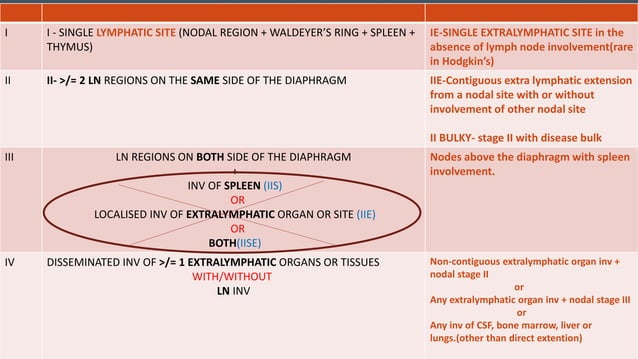 I
I - SINGLE LYMPHATIC SITE (NODAL REGION + WALDEYER'S RING + SPLEEN +
THYMUS)
IE-SINGLE EXTRALYMPHATIC SITE in the
absence of lymph node involvement(rare
in Hodgkin's)
II
II- >/= 2 LN REGIONS ON THE SAME SIDE OF THE DIAPHRAGM
IIE-Contiguous extra lymphatic extension
from a nodal site with or without
involvement of other nodal site
II BULKY- stage II with disease bulk
III
LN REGIONS ON BOTH SIDE OF THE DIAPHRAGM
+
INV OF SPLEEN (IIS)
OR
LOCALISED INV OF EXTRALYMPHATIC ORGAN OR SITE (IIE)
OR
BOTH(IISE)
Nodes above the diaphragm with spleen
involvement.
IV
DISSEMINATED INV OF >/= 1 EXTRALYMPHATIC ORGANS OR TISSUES
WITH/WITHOUT
LN INV
Non-contiguous extralymphatic organ inv +
nodal stage II
or
Any extralymphatic organ inv + nodal stage III
or
Any inv of CSF, bone marrow, liver or
lungs.(other than direct extention)